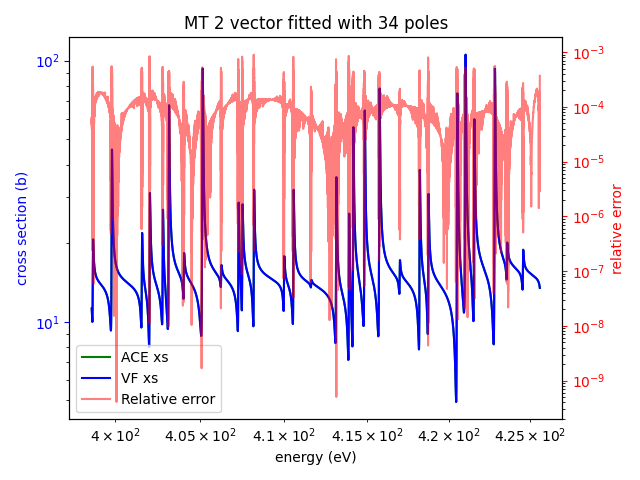 MT 2 vector fitted with 34 poles
10²
10¹
cross section (b)
10⁻³
10⁻⁴
10⁻⁵
10⁻⁶
10⁻⁷
10⁻⁸
10⁻⁹
relative error
ACE xs
VF xs
Relative error
4 × 10² 4.05 × 10² 4.1 × 10² 4.15 × 10² 4.2 × 10² 4.25 × 10²
energy (eV)